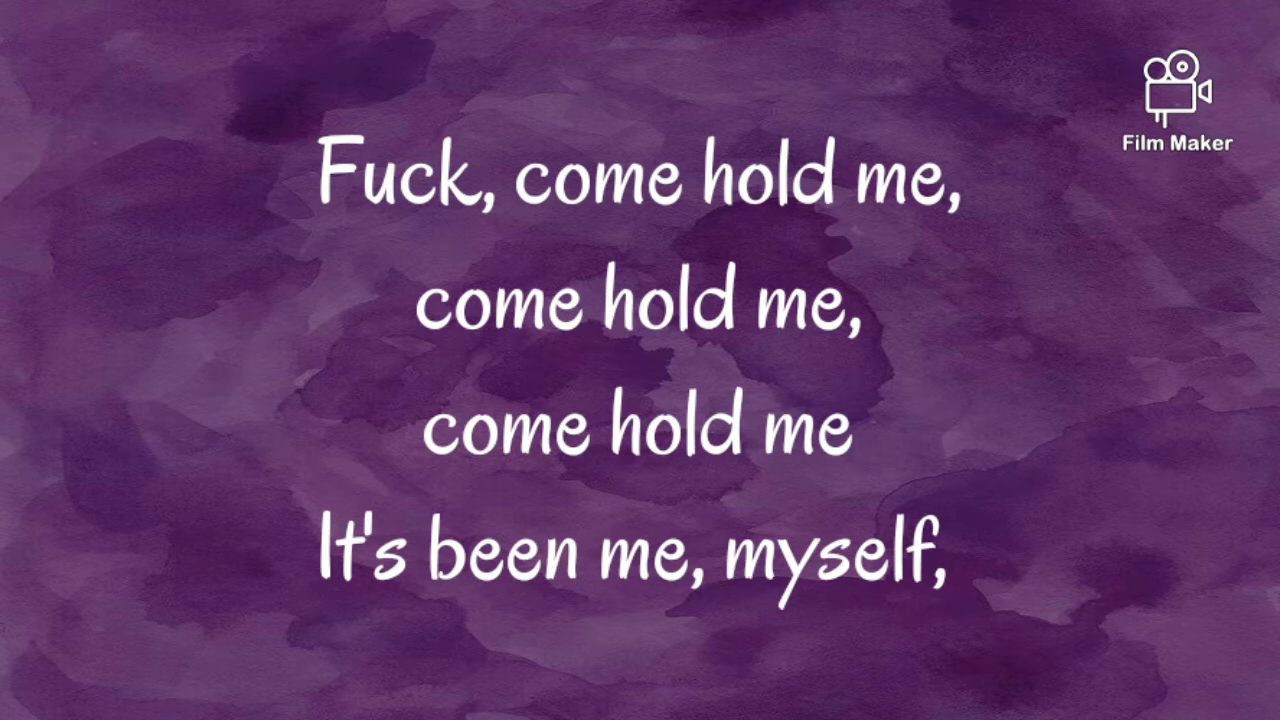 Film Maker
Fuck, come hold me,
come hold me,
come hold me
It's been me, myself,